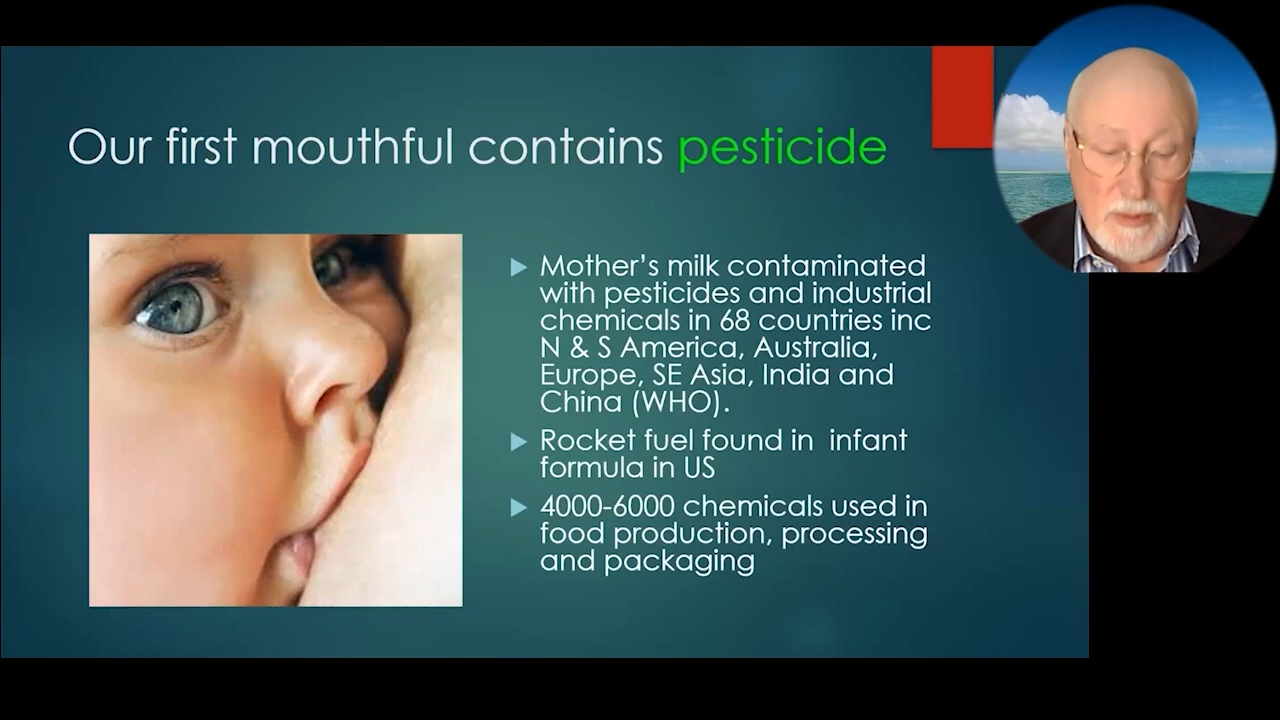 Our first mouthful contains pesticide
Mother's milk contaminated
with pesticides and industrial
chemicals in 68 countries inc
N & S America, Australia,
Europe, SE Asia, India and
China (WHO).
Rocket fuel found in  infant
formula in US
4000-6000 chemicals used in
food production, processing
and packaging